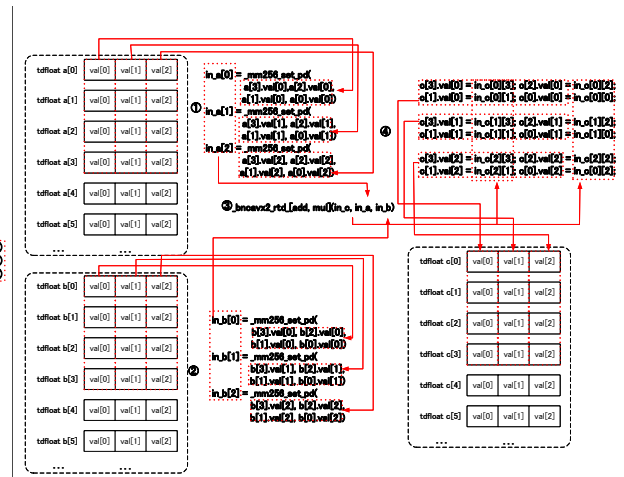 tdfloat a[0] val[0] val[1] val[2]
tdfloat a[1] val[0] val[1] val[2]
tdfloat a[2] val[0] val[1] val[2]
tdfloat a[3] val[0] val[1] val[2]
tdfloat a[4] val[0] val[1] val[2]
tdfloat a[5] val[0] val[1] val[2]
... ...
①
in_a[0] = _mm256_set_pd(
a[3].val[0],a[2].val[0],
a[1].val[0], a[0].val[0])
in_a[1] = _mm256_set_pd(
a[3].val[1], a[2].val[1],
a[1].val[1], a[0].val[1])
in_a[2] = _mm256_set_pd(
a[3].val[2], a[2].val[2],
a[1].val[2], a[0].val[2])
④
c[3].val[0] = in_c[0][3]; c[2].val[0] = in_c[0][2];
c[1].val[0] = in_c[0][1]; c[0].val[0] = in_c[0][0];
c[3].val[1] = in_c[1][3]; c[2].val[1] = in_c[1][2];
c[1].val[1] = in_c[1][1]; c[0].val[1] = in_c[1][0];
c[3].val[2] = in_c[2][3]; c[2].val[2] = in_c[2][2];
c[1].val[2] = in_c[2][1]; c[0].val[2] = in_c[0][2];
③_bncavx2_rtd_[add, mul](in_c, in_a, in_b)
tdfloat b[0] val[0] val[1] val[2]
tdfloat b[1] val[0] val[1] val[2]
tdfloat b[2] val[0] val[1] val[2]
tdfloat b[3] val[0] val[1] val[2]
tdfloat b[4] val[0] val[1] val[2]
tdfloat b[5] val[0] val[1] val[2]
... ...
②
in_b[0] = _mm256_set_pd(
b[3].val[0], b[2].val[0],
b[1].val[0], b[0].val[0])
in_b[1] = _mm256_set_pd(
b[3].val[1], b[2].val[1],
b[1].val[1], b[0].val[1])
in_b[2] = _mm256_set_pd(
b[3].val[2], b[2].val[2],
b[1].val[2], b[0].val[2])
tdfloat c[0] val[0] val[1] val[2]
tdfloat c[1] val[0] val[1] val[2]
tdfloat c[2] val[0] val[1] val[2]
tdfloat c[3] val[0] val[1] val[2]
tdfloat c[4] val[0] val[1] val[2]
tdfloat c[5] val[0] val[1] val[2]
... ...